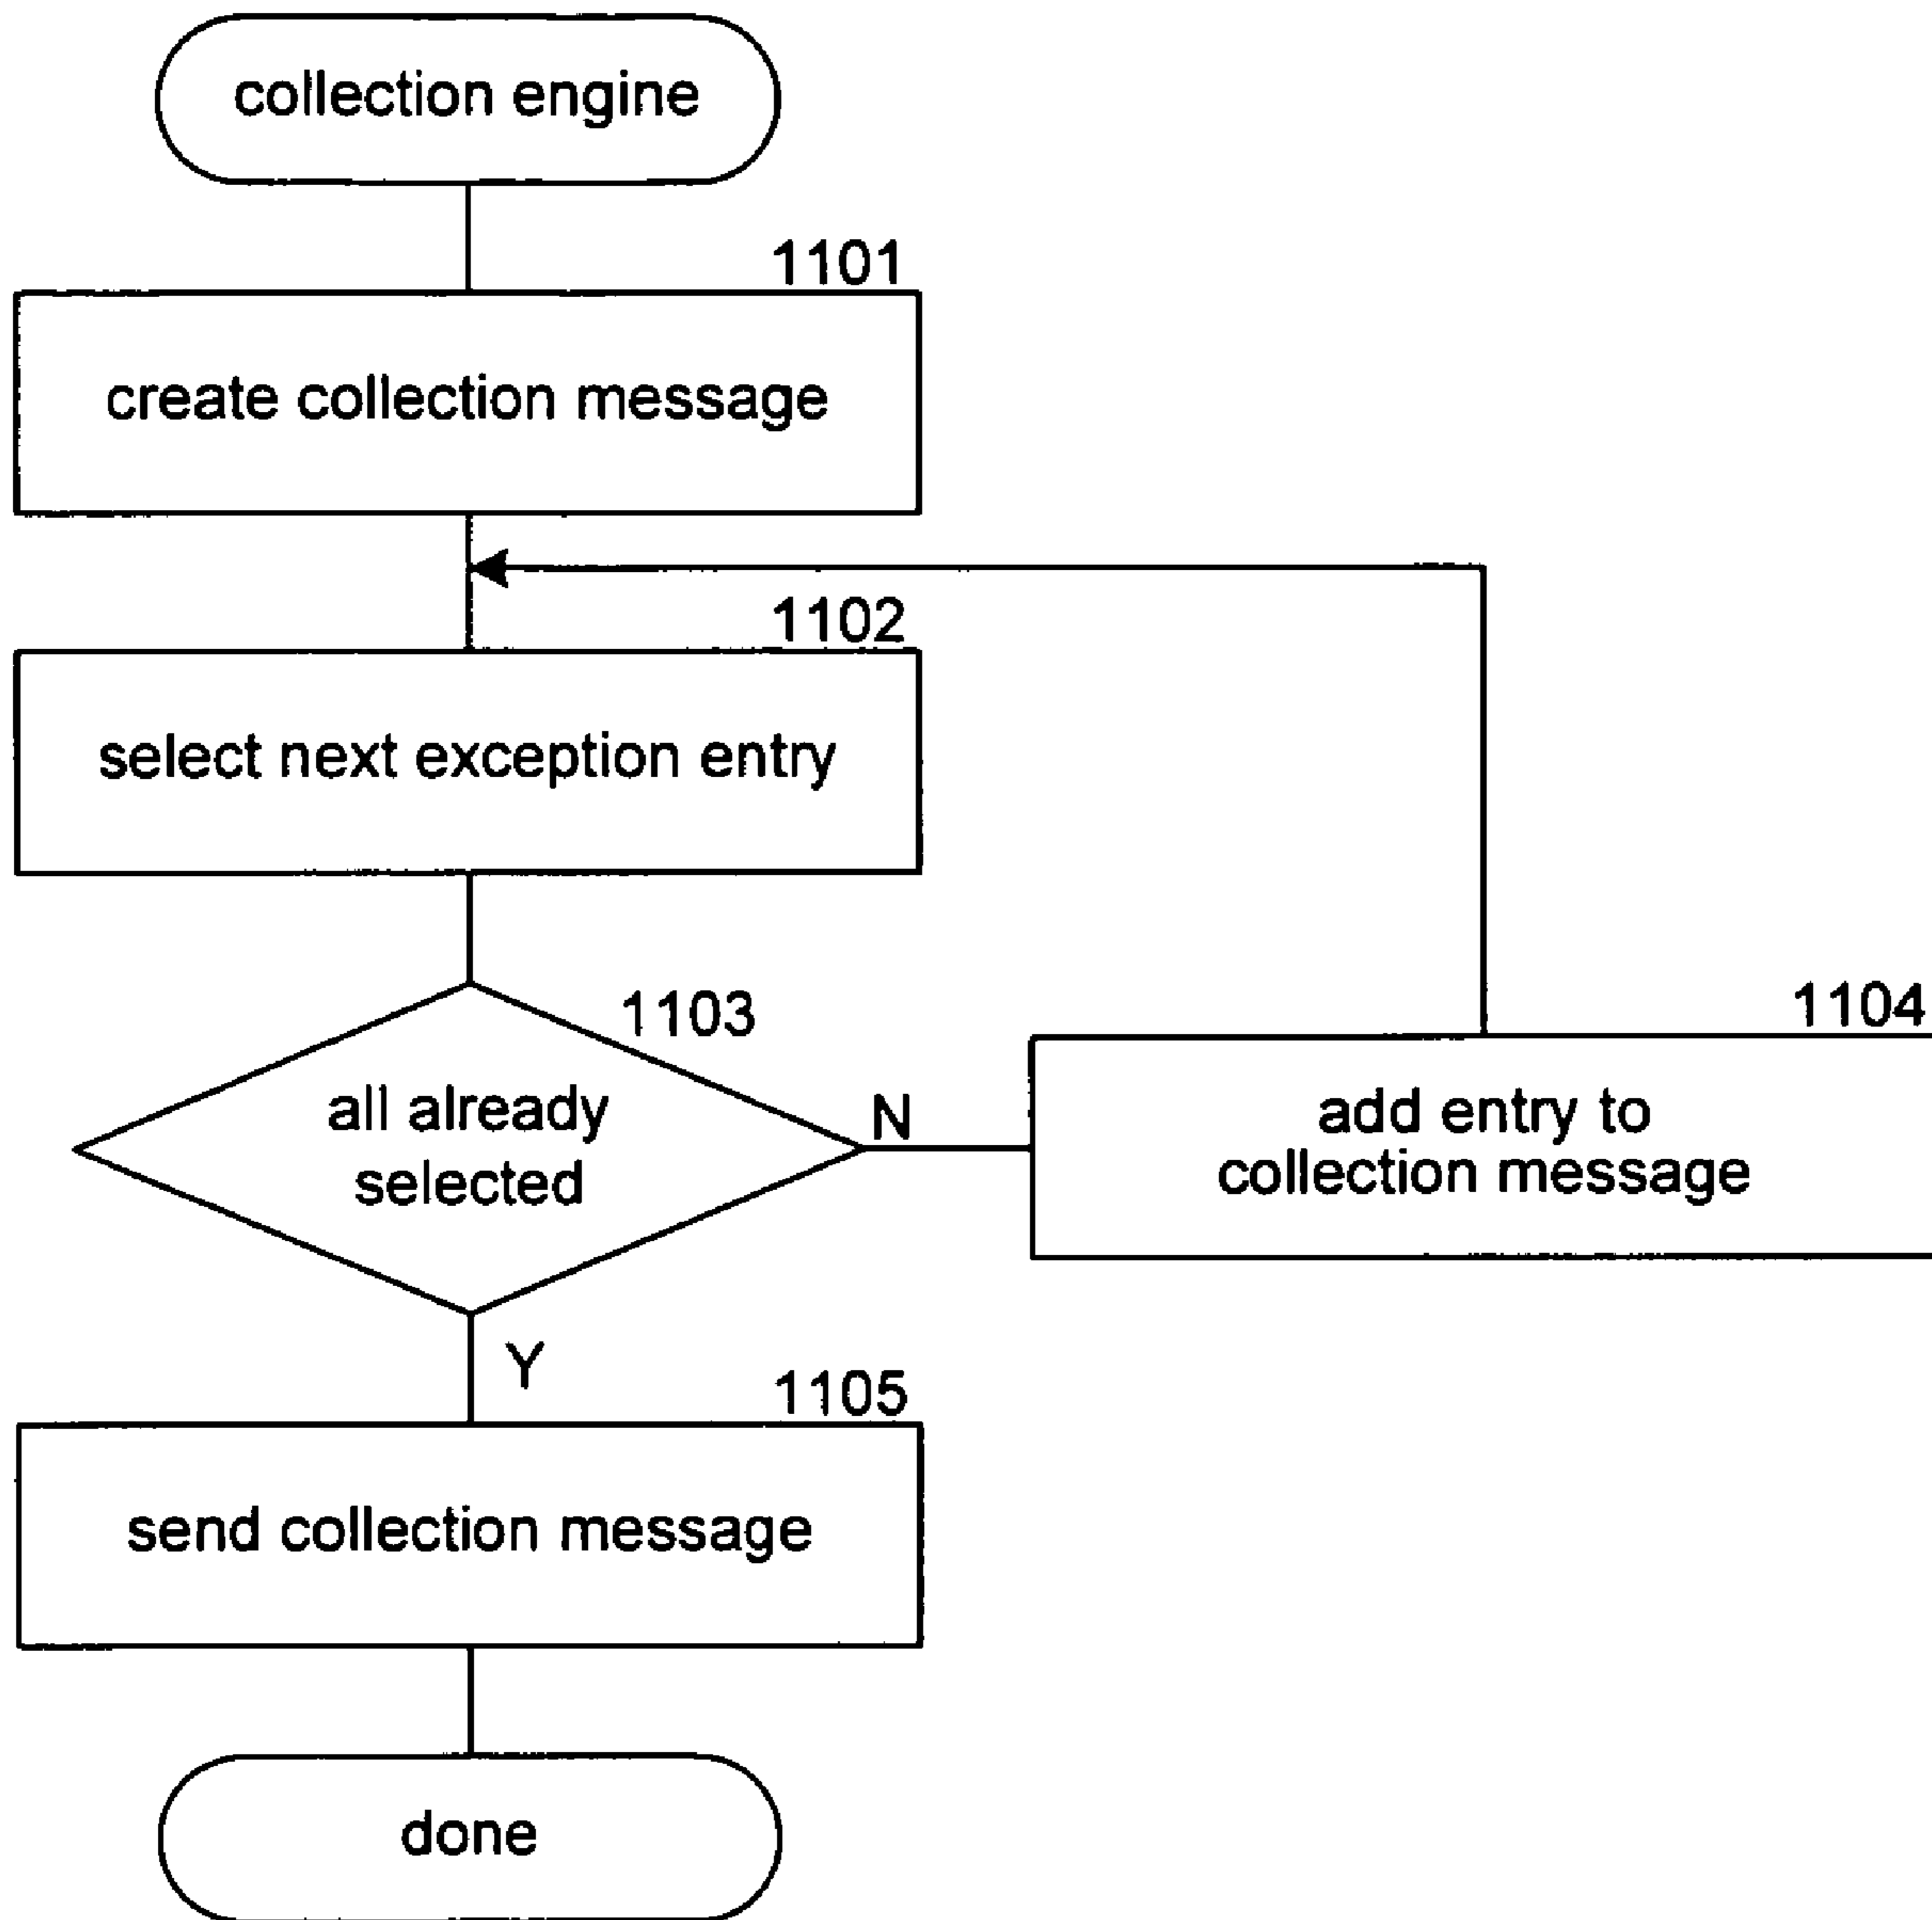 collection engine
1101
create collection message
1102
select next exception entry
1103
all already
selected
N
1104
add entry to
collection message
Y
1105
send collection message
done